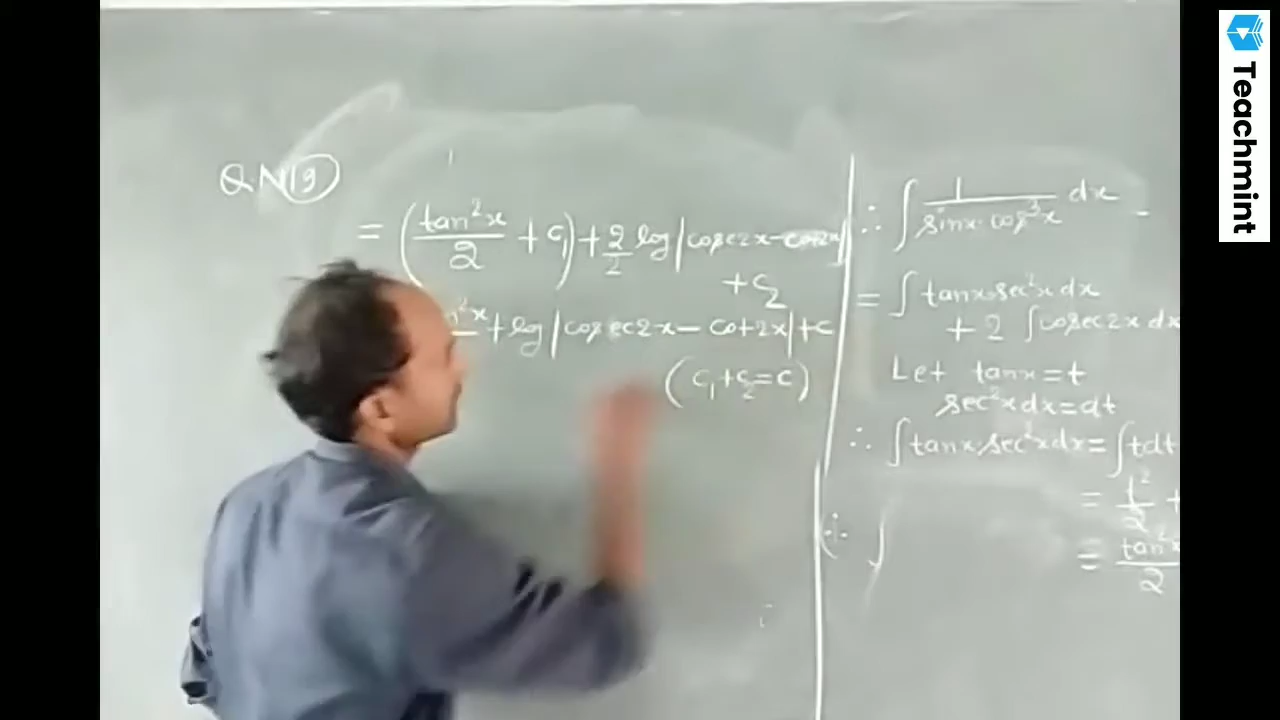 Q.N 19
= (tan²x/2 + c₁) + 2/2 log|cosec2x - cot2x|
+ c₂
+ log|cosec2x - cot2x| + c
(c₁ + c₂ = c)
∴ ∫ 1/(sinx · cos³x) dx
= ∫ tanx·sec²x dx
+ 2 ∫ cosec2x dx
Let tanx = t
sec²x dx = dt
∴ ∫ tanx·sec²x dx = ∫ t dt
= t²/2 +
= tan²x/2
∴ ∫
Teachmint